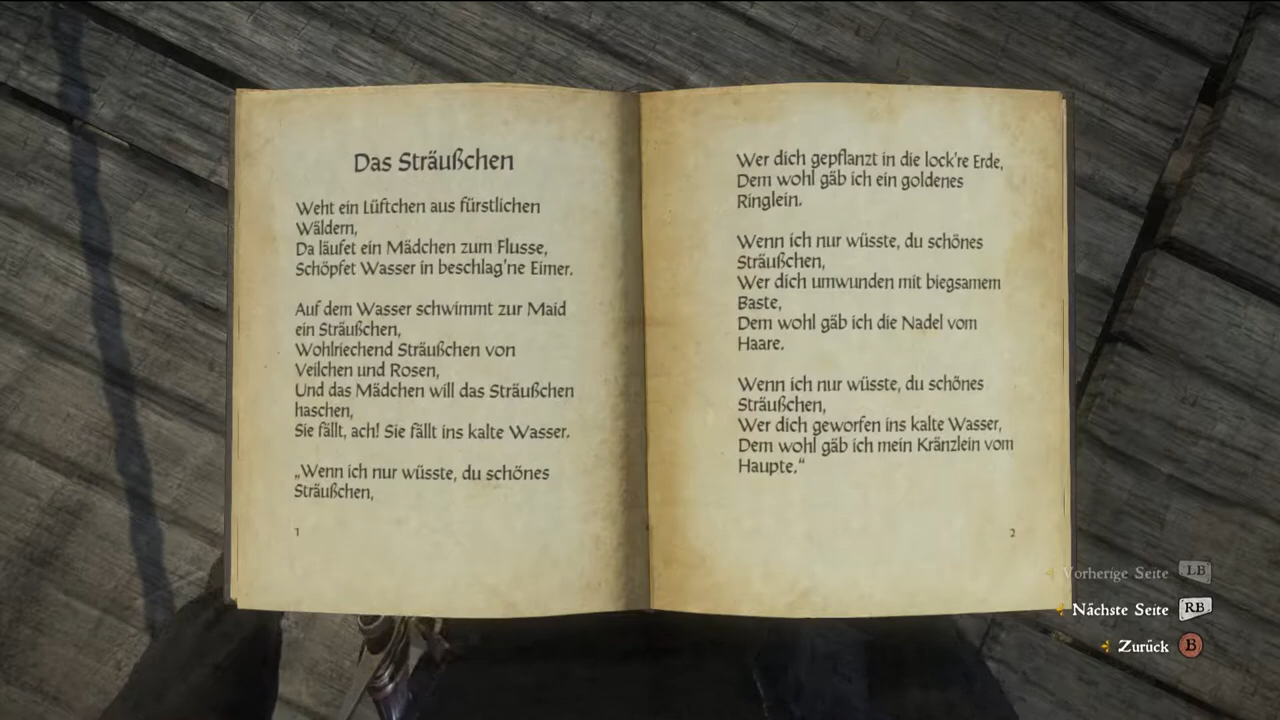 Das Sträußchen
Weht ein Lüftchen aus fürstlichen
Wäldern,
Da läufet ein Mädchen zum Flusse,
Schöpfet Wasser in beschlag'ne Eimer.
Auf dem Wasser schwimmt zur Maid
ein Sträußchen,
Wohlriechend Sträußchen von
Veilchen und Rosen,
Und das Mädchen will das Sträußchen
haschen,
Sie fällt, ach! Sie fällt ins kalte Wasser.
„Wenn ich nur wüsste, du schönes
Sträußchen,
1
Wer dich gepflanzt in die lock're Erde,
Dem wohl gäb ich ein goldenes
Ringlein.
Wenn ich nur wüsste, du schönes
Sträußchen,
Wer dich umwunden mit biegsamem
Baste,
Dem wohl gäb ich die Nadel vom
Haare.
Wenn ich nur wüsste, du schönes
Sträußchen,
Wer dich geworfen ins kalte Wasser,
Dem wohl gäb ich mein Kränzlein vom
Haupte.“
2
Vorherige Seite LB
Nächste Seite RB
Zurück B